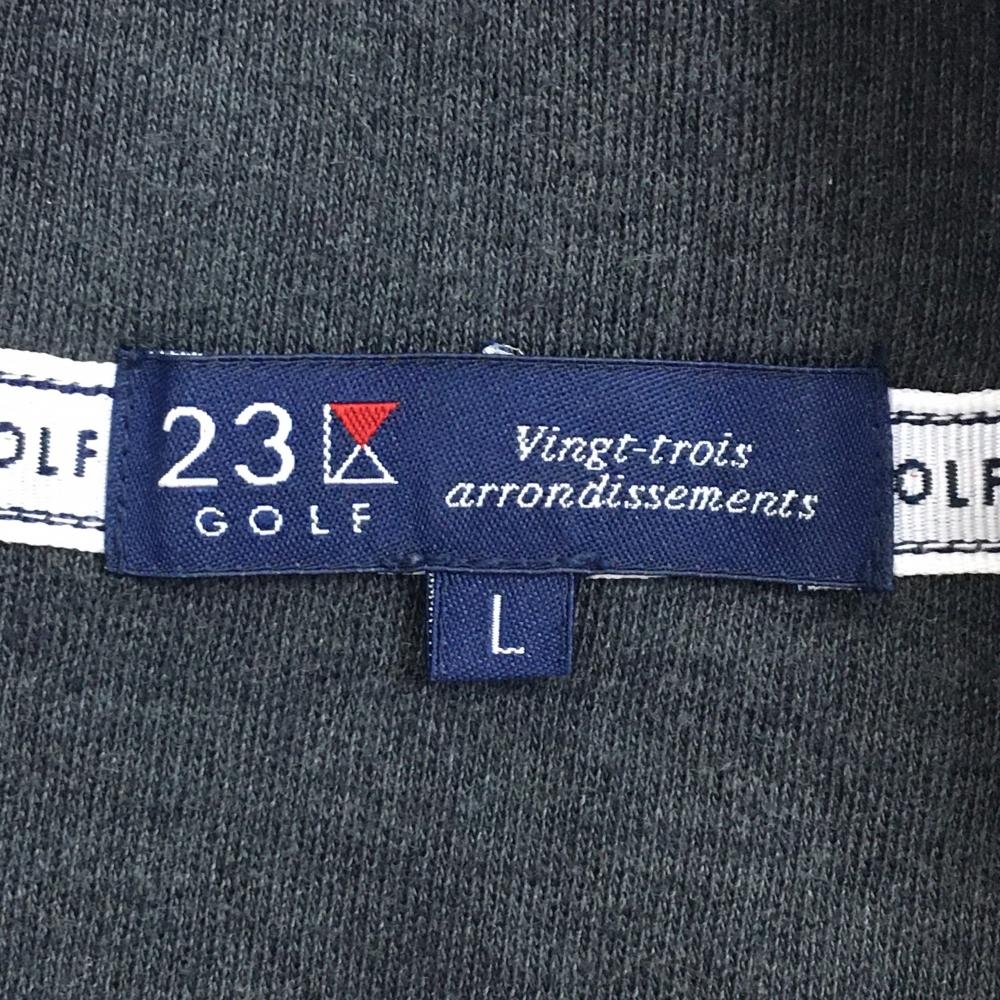 23
GOLF
Vingt-trois
arrondissements
OLF
OLF
L